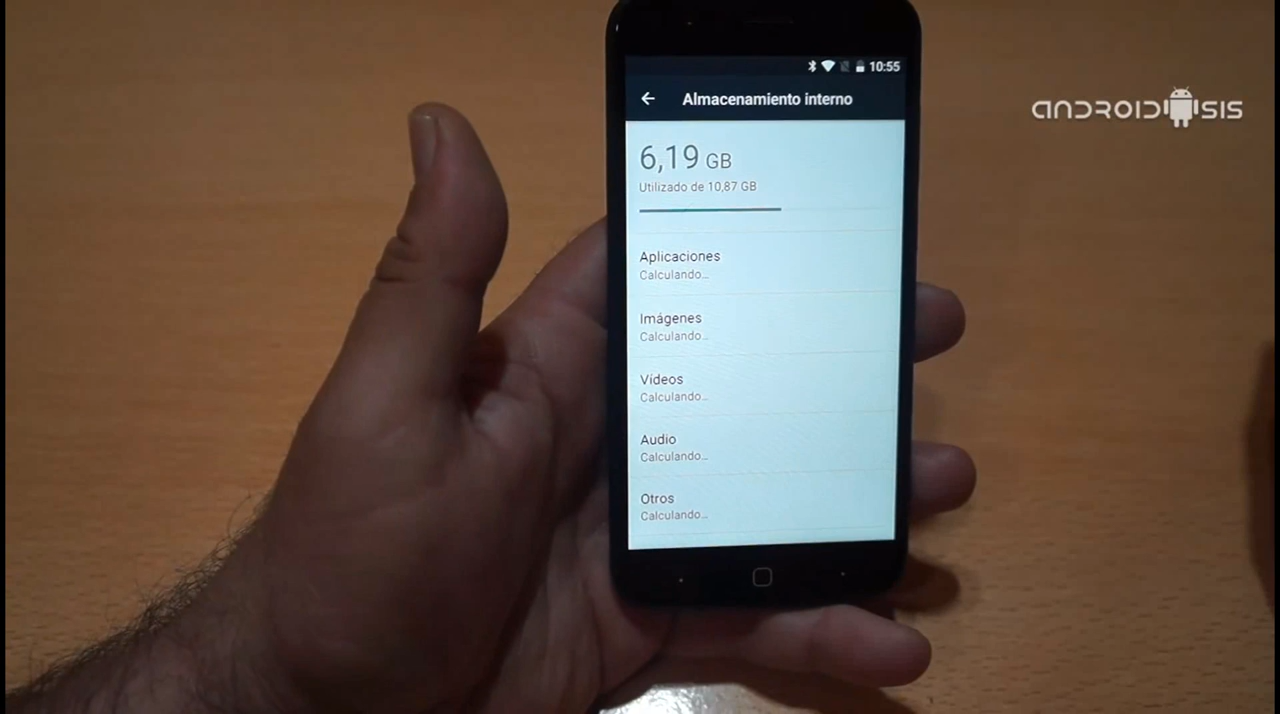 10:55
Almacenamiento interno
ANDROIDSIS
6,19 GB
Utilizado de 10,87 GB
Aplicaciones
Calculando...
Imágenes
Calculando...
Vídeos
Calculando...
Audio
Calculando...
Otros
Calculando...